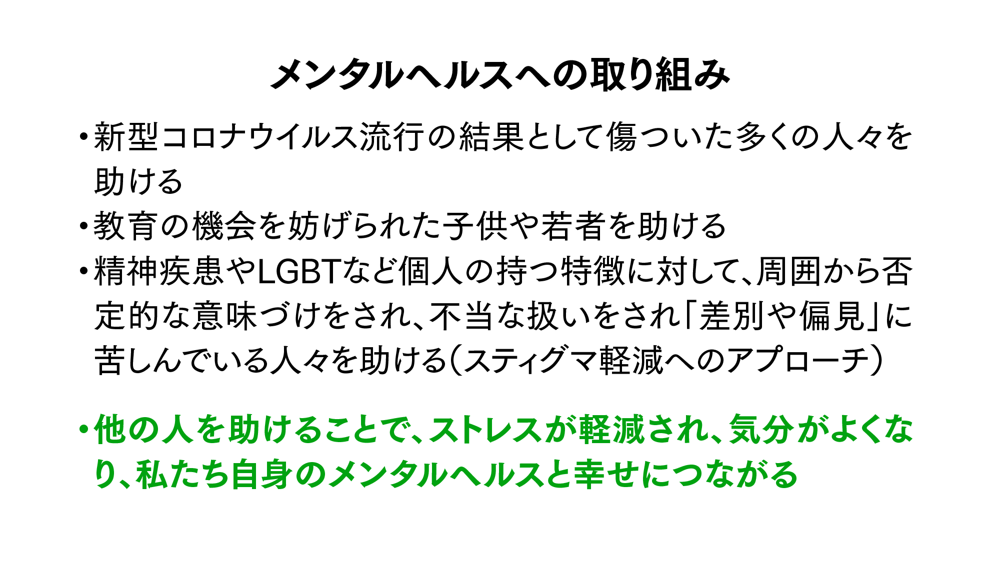 メンタルヘルスへの取り組み
・新型コロナウイルス流行の結果として傷ついた多くの人々を
助ける
・教育の機会を妨げられた子供や若者を助ける
・精神疾患やLGBTなど個人の持つ特徴に対して、周囲から否
定的な意味づけをされ、不当な扱いをされ「差別や偏見」に
苦しんでいる人々を助ける（スティグマ軽減へのアプローチ）
・他の人を助けることで、ストレスが軽減され、気分がよくな
り、私たち自身のメンタルヘルスと幸せにつながる